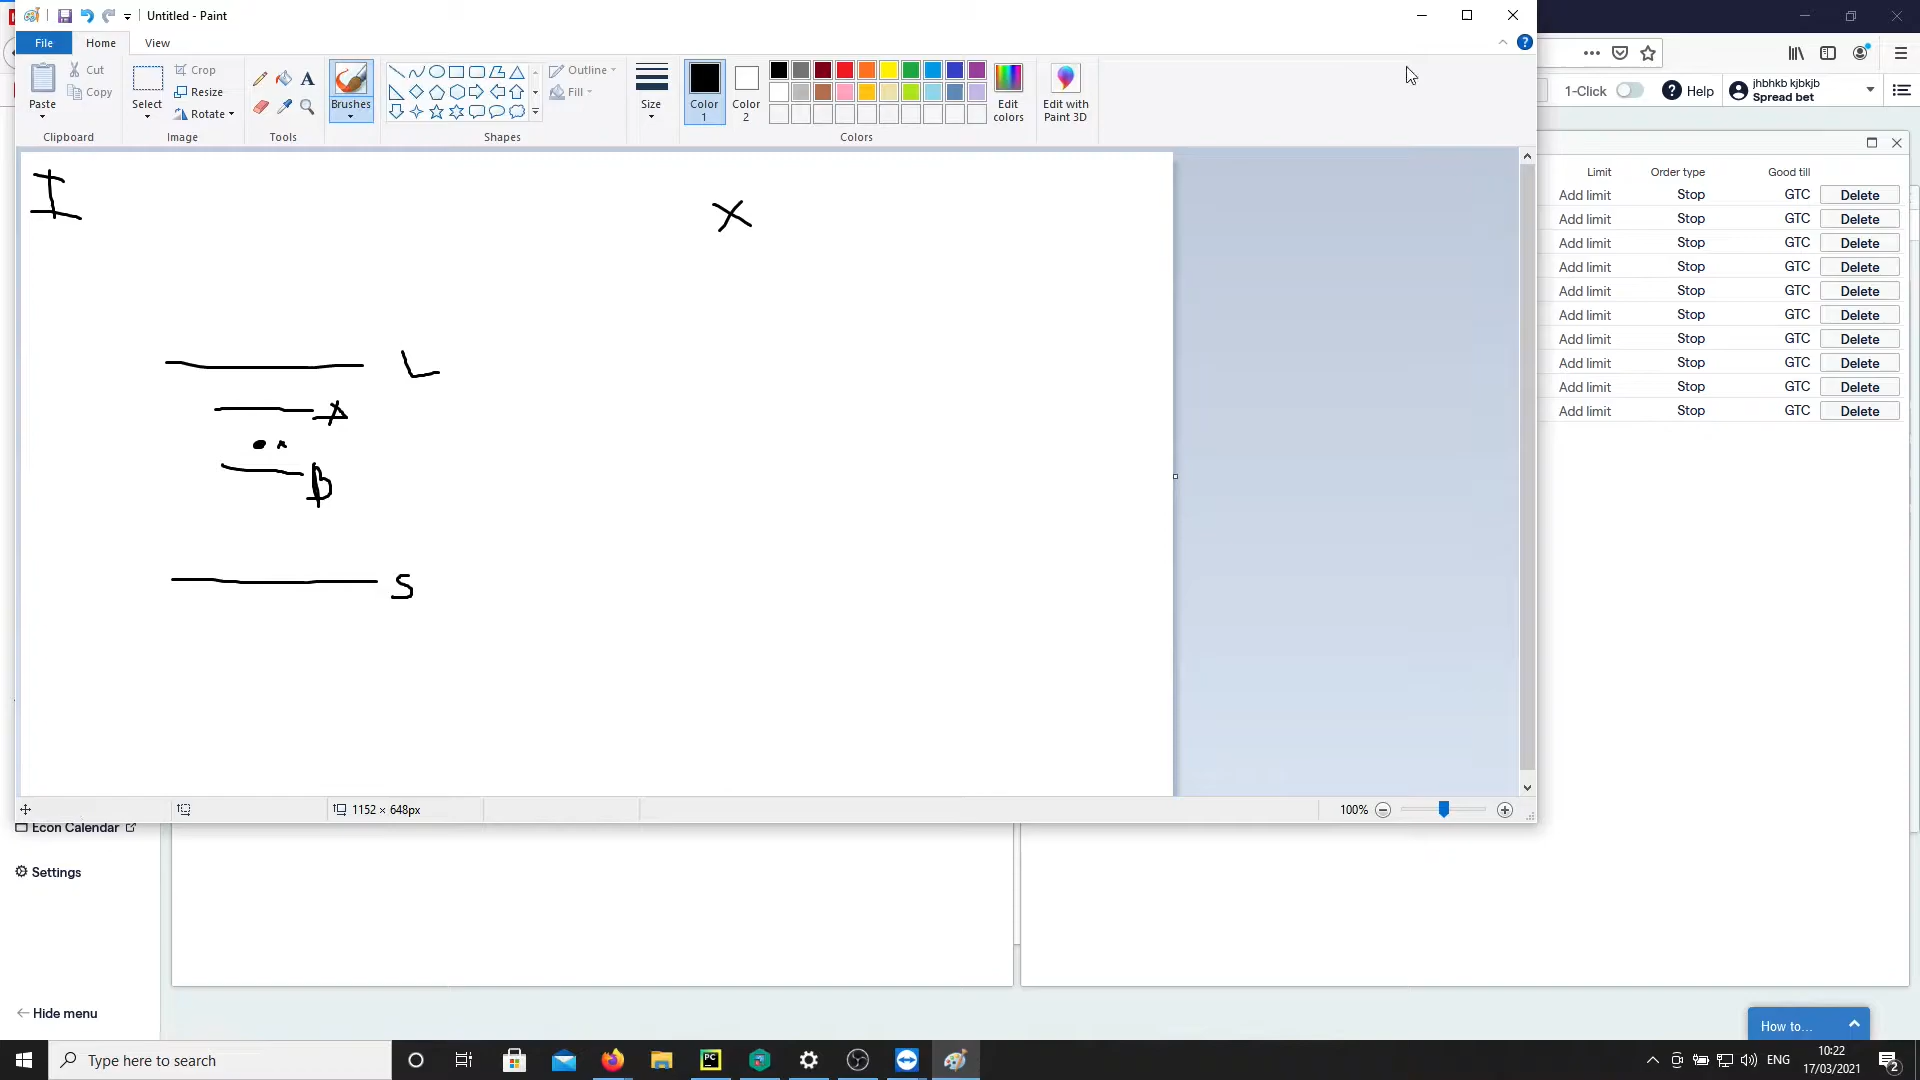 Untitled - Paint
File Home View
Paste
Cut
Copy
Clipboard
Select
Crop
Resize
Rotate
Image
Tools
Brushes
Shapes
Outline
Fill
Size
Color 1
Color 2
Edit colors
Colors
Edit with Paint 3D
I
X
L
A
B
S
1152 × 648px
100%
1-Click
Help
jhbhkb kjbkjb
Spread bet
Limit Order type Good till
Add limit Stop GTC Delete
Add limit Stop GTC Delete
Add limit Stop GTC Delete
Add limit Stop GTC Delete
Add limit Stop GTC Delete
Add limit Stop GTC Delete
Add limit Stop GTC Delete
Add limit Stop GTC Delete
Add limit Stop GTC Delete
Add limit Stop GTC Delete
Econ Calendar
Settings
Hide menu
How to...
Type here to search
PC
ENG
10:22
17/03/2021
2